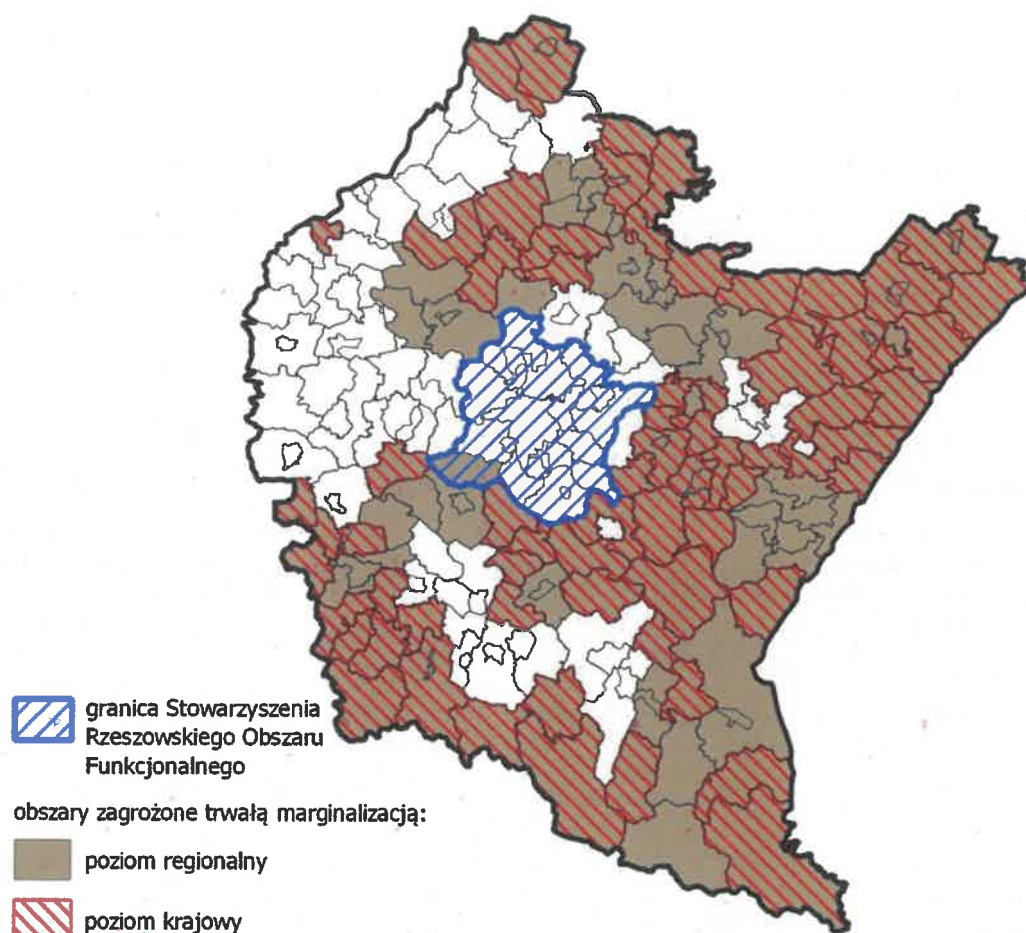 granica Stowarzyszenia
Rzeszowskiego Obszaru
Funkcjonalnego
obszary zagrożone trwałą marginalizacją:
poziom regionalny
poziom krajowy